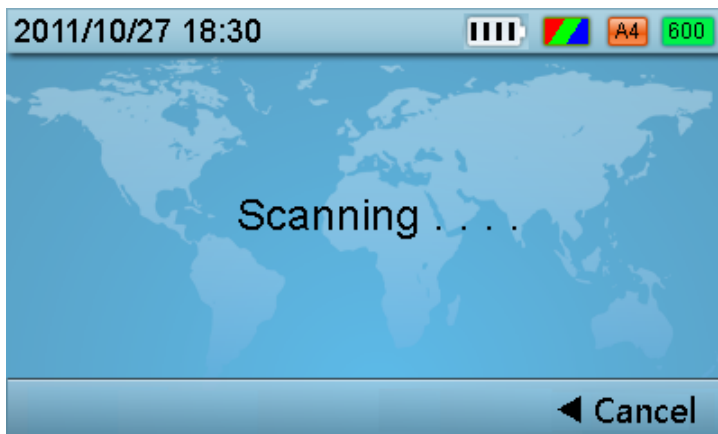 2011/10/27 18:30 A4 600
Scanning . . . .
◀ Cancel